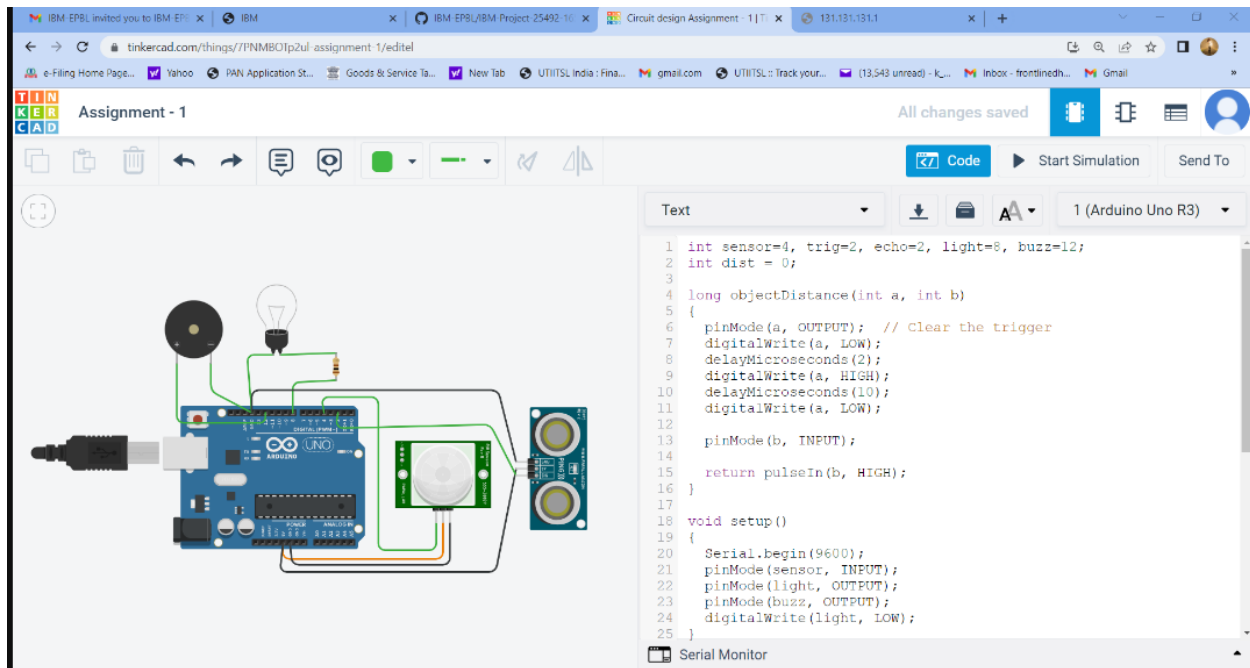 IBM-EPBL invited you to IBM-EPB
IBM
IBM-EPBL/IBM-Project-25492-16
Circuit design Assignment - 1 | Ti
131.131.131.1
tinkercad.com/things/7PNMBOTp2ul-assignment-1/editel
e-Filing Home Page...
Yahoo
PAN Application St...
Goods & Service Ta...
New Tab
UTIITSL India : Fina...
gmail.com
UTIITSL :: Track your...
(13,543 unread) - k_...
Inbox - frontlinedh...
Gmail
TIN
KER
CAD
Assignment - 1
All changes saved
Code
Start Simulation
Send To
Text
1 (Arduino Uno R3)
1 int sensor=4, trig=2, echo=2, light=8, buzz=12;
2 int dist = 0;
3
4 long objectDistance(int a, int b)
5 {
6 pinMode(a, OUTPUT); // Clear the trigger
7 digitalWrite(a, LOW);
8 delayMicroseconds(2);
9 digitalWrite(a, HIGH);
10 delayMicroseconds(10);
11 digitalWrite(a, LOW);
12
13 pinMode(b, INPUT);
14
15 return pulseIn(b, HIGH);
16 }
17
18 void setup()
19 {
20 Serial.begin(9600);
21 pinMode(sensor, INPUT);
22 pinMode(light, OUTPUT);
23 pinMode(buzz, OUTPUT);
24 digitalWrite(light, LOW);
25 }
DIGITAL (PWM~)
UNO
ARDUINO
POWER
ANALOG IN
Serial Monitor